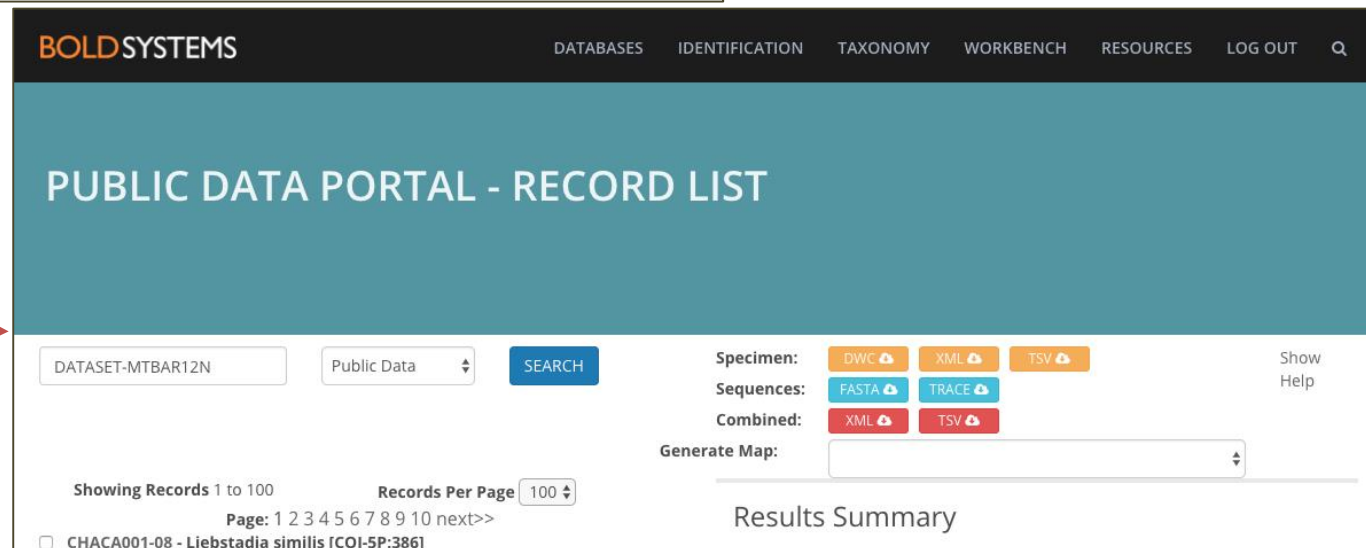 BOLDSYSTEMS DATABASES IDENTIFICATION TAXONOMY WORKBENCH RESOURCES LOG OUT
PUBLIC DATA PORTAL - RECORD LIST
DATASET-MTBAR12N Public Data SEARCH
Specimen: DWC XML TSV
Sequences: FASTA TRACE
Combined: XML TSV
Generate Map:
Show
Help
Showing Records 1 to 100 Records Per Page 100
Page: 1 2 3 4 5 6 7 8 9 10 next>>
CHACA001-08 - Liebstadia similis [COI-5P:386]
Results Summary